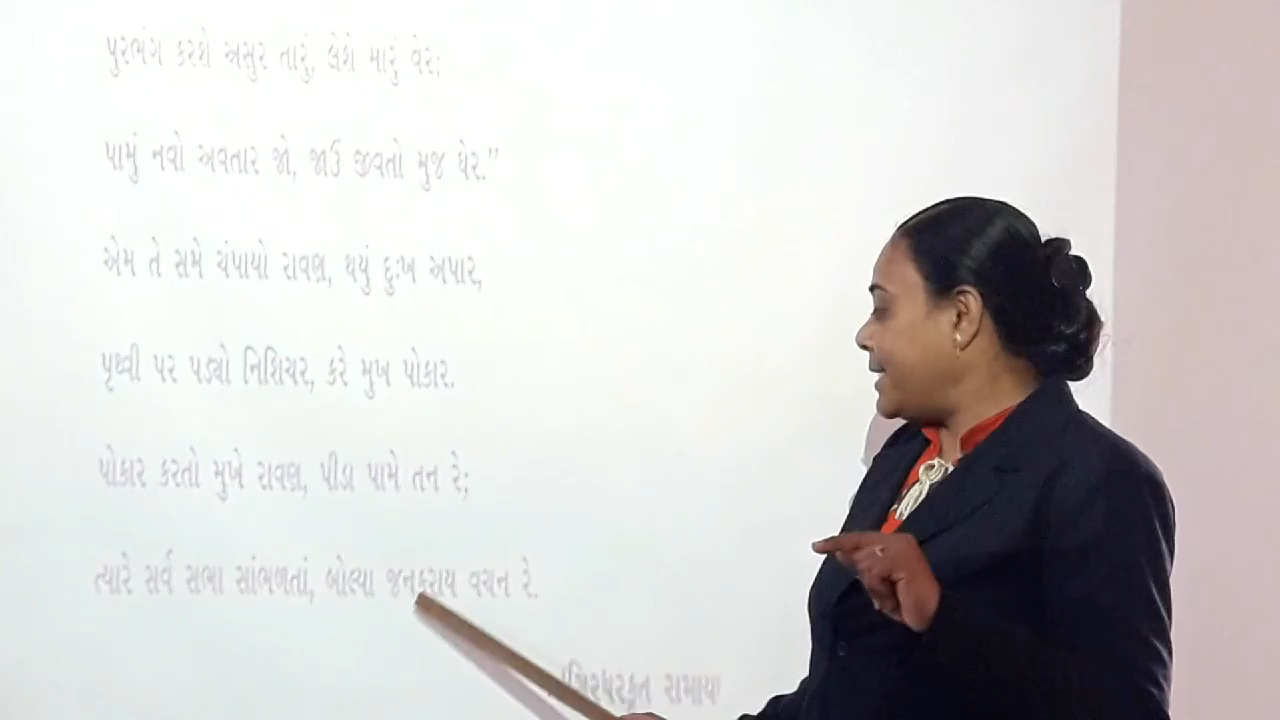 પુરભંગ કરશે અસુર તારું, લેશે મારું વેર;
પામું નવો અવતાર જો, જાઉં જીવતો મુજ ઘેર.”
એમ તે સમે ચંપાયો રાવણ, થયું દુઃખ અપાર,
પૃથ્વી પર પડ્યો નિશિચર, કરે મુખ પોકાર.
પોકાર કરતો મુખે રાવણ, પીડા પામે તન રે;
ત્યારે સર્વ સભા સાંભળતાં, બોલ્યા જનકરાય વચન રે.